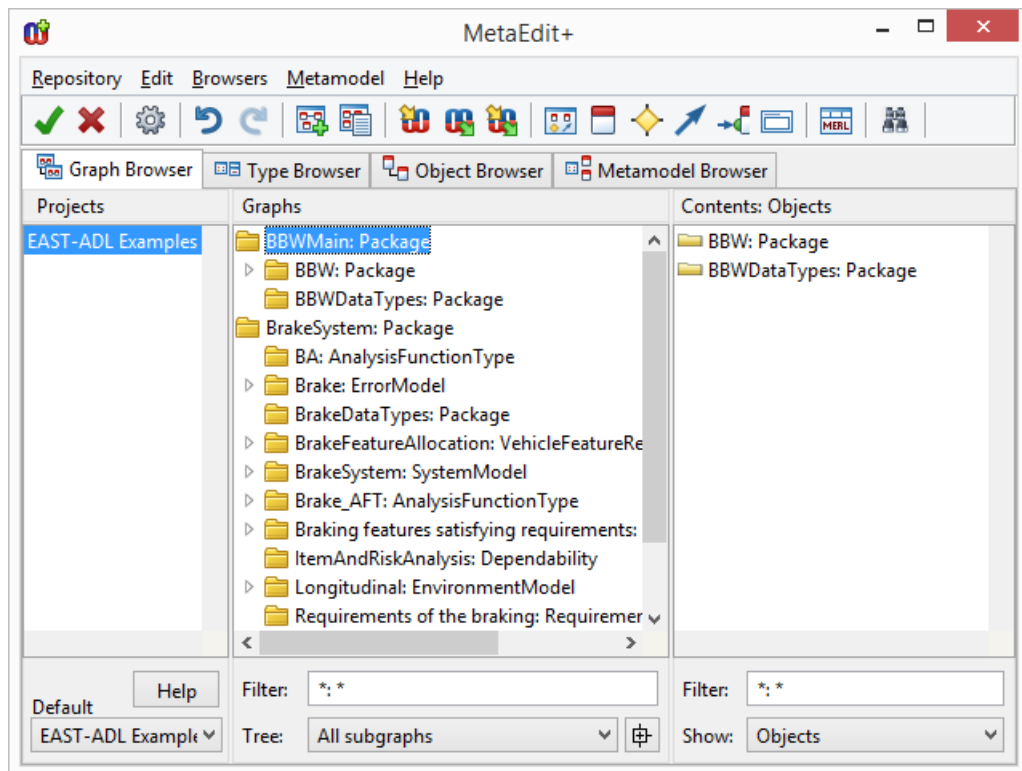 MetaEdit+
Repository Edit Browsers Metamodel Help
MERL
Graph Browser Type Browser Object Browser Metamodel Browser
Projects Graphs Contents: Objects
EAST-ADL Examples BBWMain: Package BBW: Package
BBW: Package BBWDataTypes: Package
BBWDataTypes: Package
BrakeSystem: Package
BA: AnalysisFunctionType
Brake: ErrorModel
BrakeDataTypes: Package
BrakeFeatureAllocation: VehicleFeatureRe
BrakeSystem: SystemModel
Brake_AFT: AnalysisFunctionType
Braking features satisfying requirements:
ItemAndRiskAnalysis: Dependability
Longitudinal: EnvironmentModel
Requirements of the braking: Requiremer
Help Filter: *: * Filter: *: *
Default
EAST-ADL Example Tree: All subgraphs Show: Objects